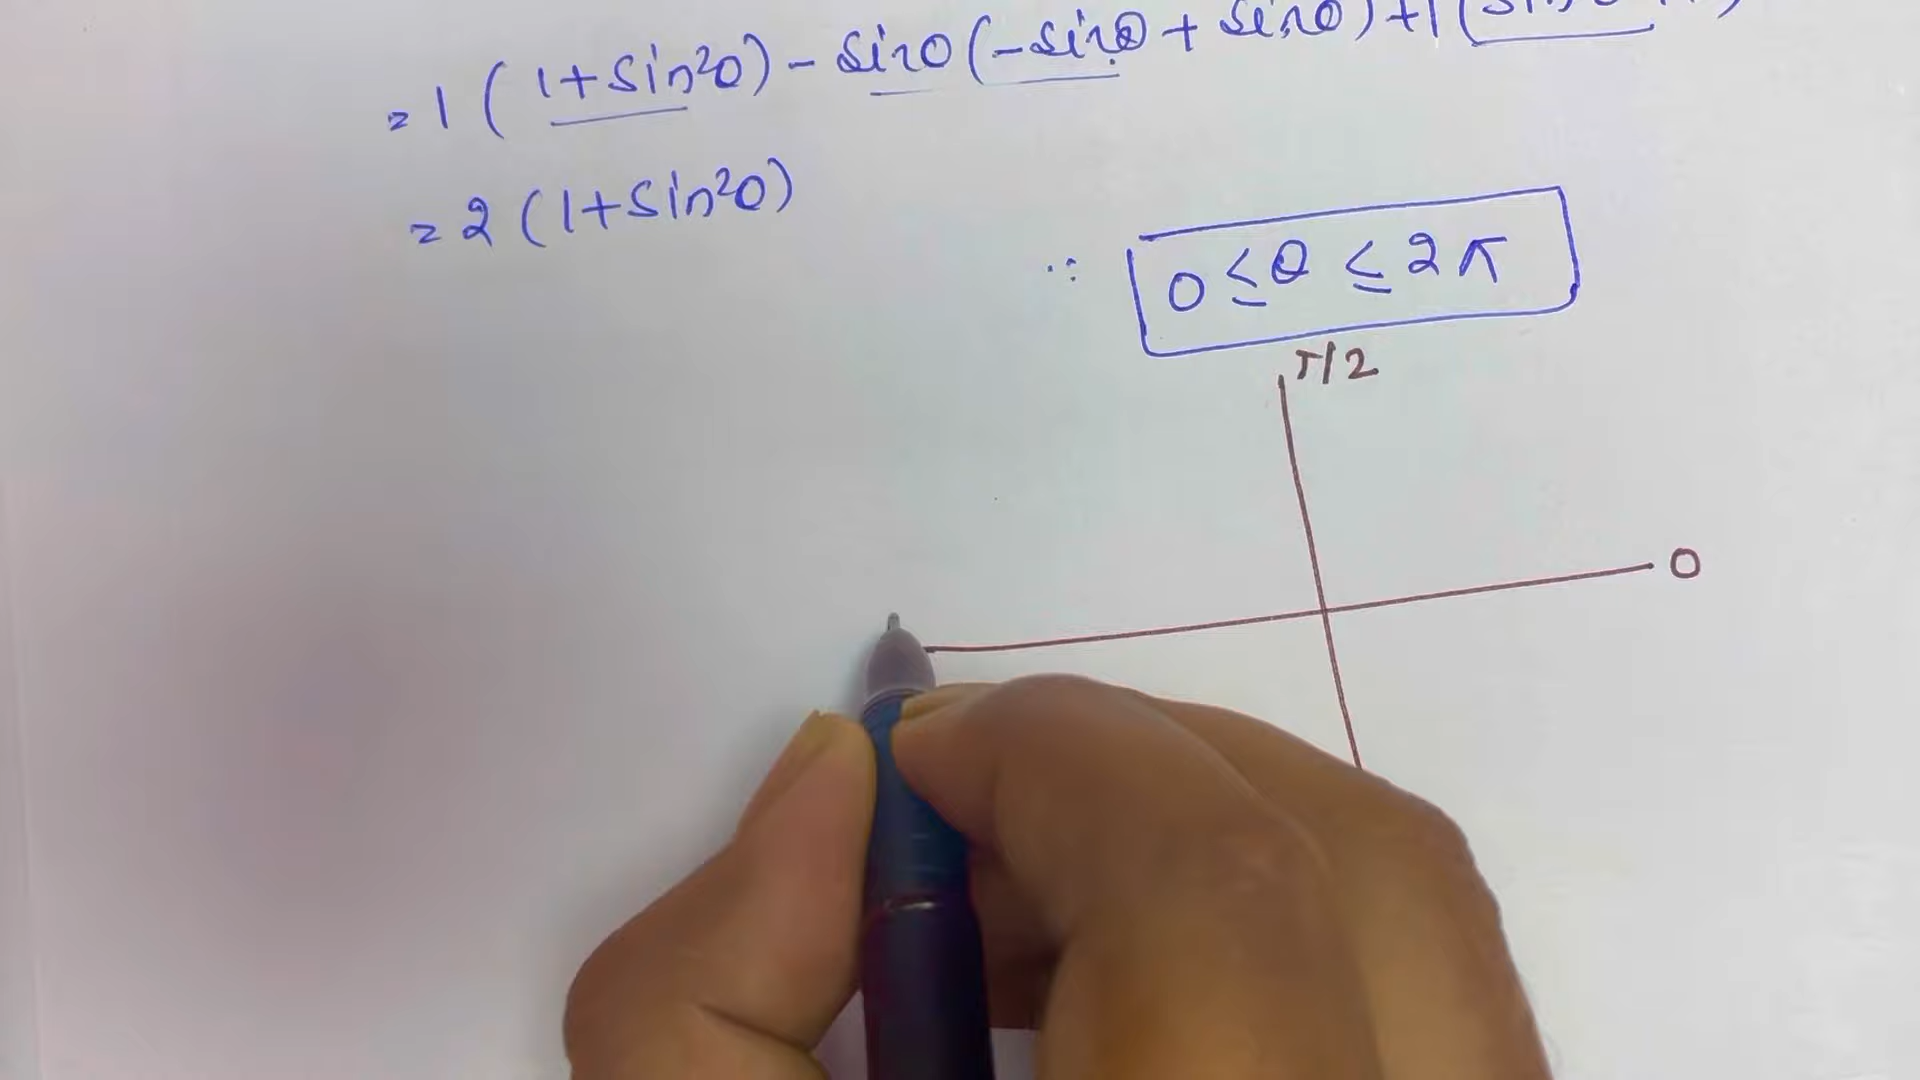 = 1 ( 1 + sin²θ) - sinθ (-sinθ + sinθ) + 1 (
= 2 ( 1 + sin²θ)
∵ 0 ≤ θ ≤ 2π
π/2
0